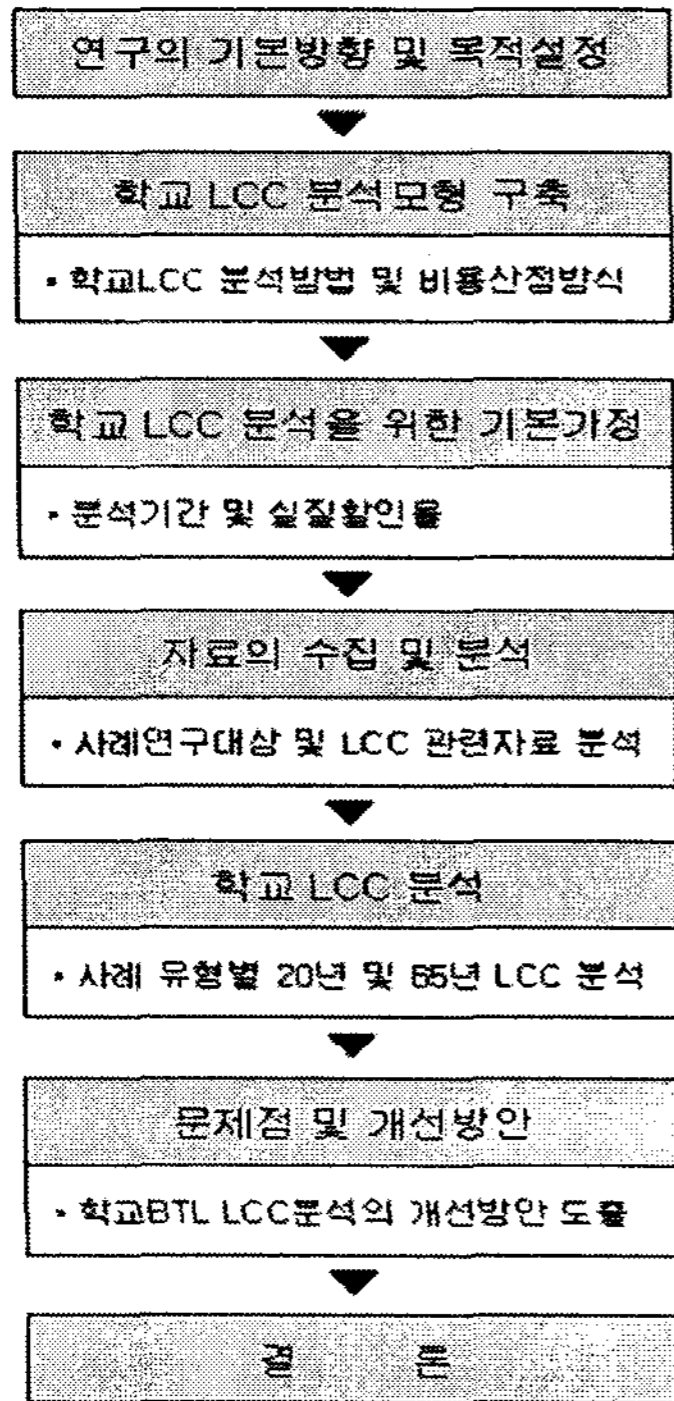 연구의 기본방향 및 목적설정
학교 LCC 분석모형 구축
• 학교LCC 분석방법 및 비용산정방식
학교 LCC 분석을 위한 기본가정
• 분석기간 및 실질할인율
자료의 수집 및 분석
• 사례연구대상 및 LCC 관련자료 분석
학교 LCC 분석
• 사례 유형별 20년 및 LCC 분석
문제점 및 개선방안
• 학교BTL LCC분석의 개선방안 도출
결 론